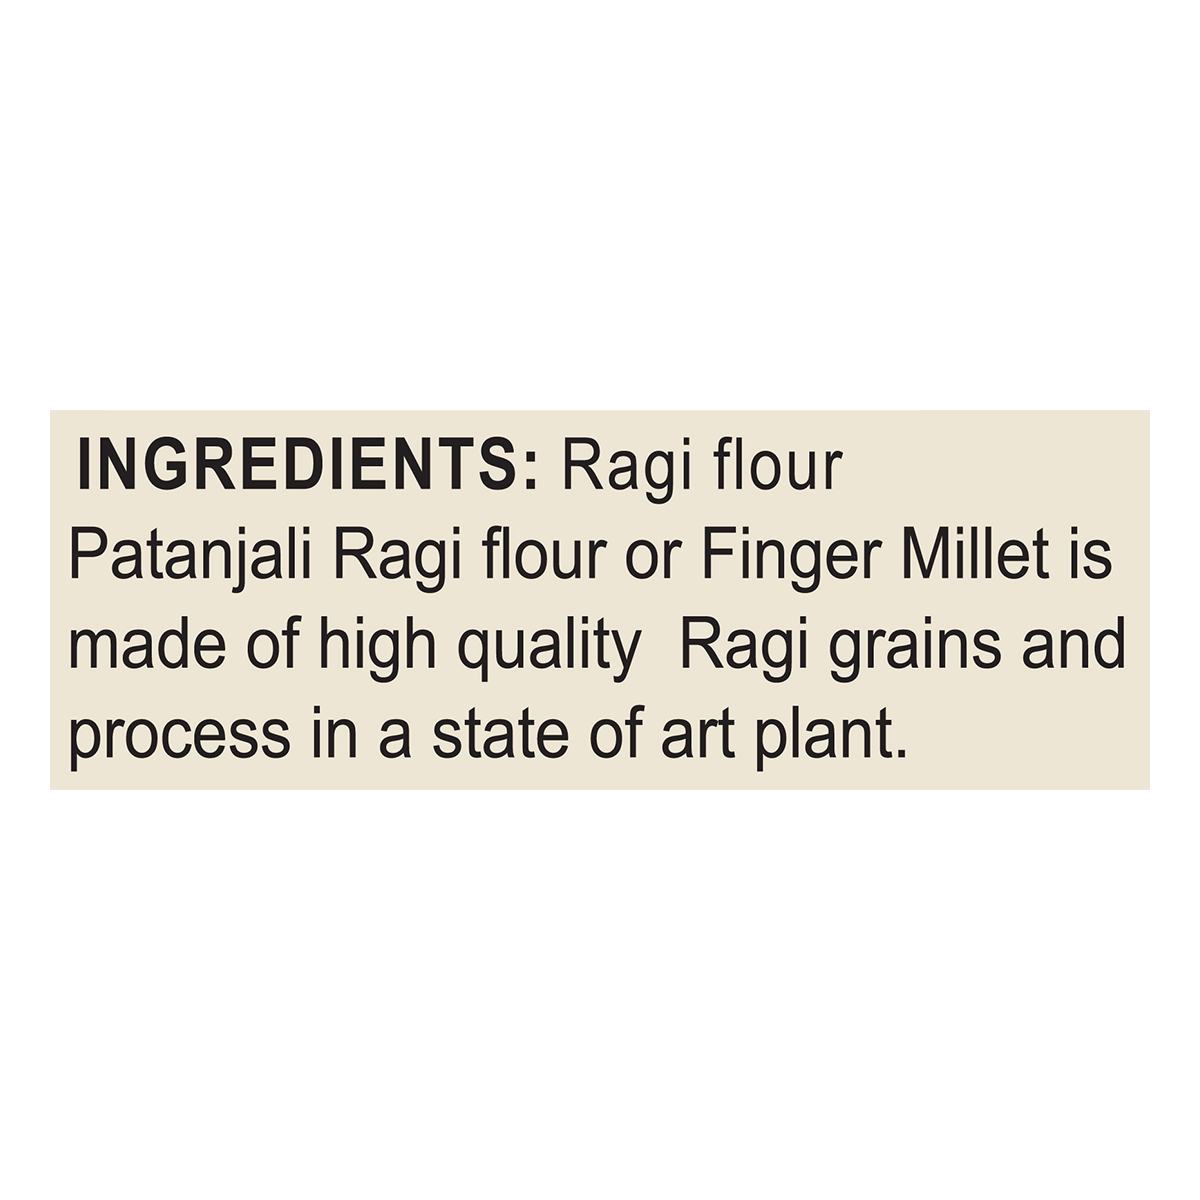 INGREDIENTS: Ragi flour
Patanjali Ragi flour or Finger Millet is
made of high quality  Ragi grains and
process in a state of art plant.